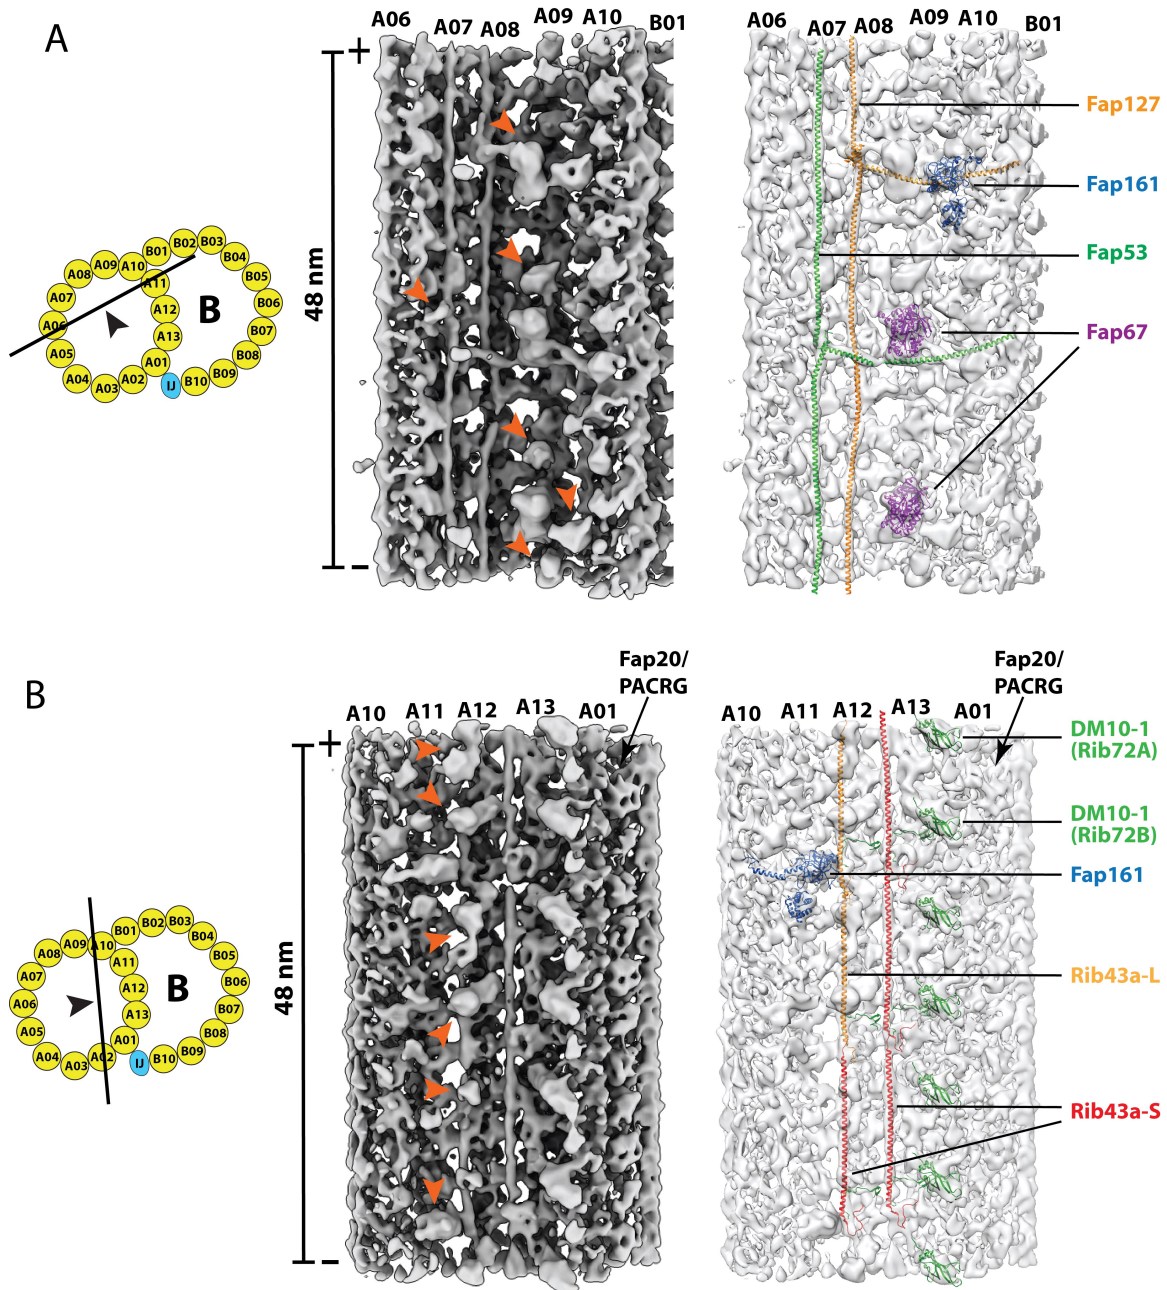 A
A06 A07 A08 A09 A10 B01
+
48 nm
-
A06 A07 A08 A09 A10 B01
Fap127
Fap161
Fap53
Fap67
B01 B02 B03 B04 B05 B06 B07 B08 B09 B10
A01 A02 A03 A04 A05 A06 A07 A08 A09 A10 A11 A12 A13
IJ
B
B
Fap20/
PACRG
A10 A11 A12 A13 A01
+
48 nm
-
Fap20/
PACRG
A10 A11 A12 A13 A01
DM10-1
(Rib72A)
DM10-1
(Rib72B)
Fap161
Rib43a-L
Rib43a-S
B01 B02 B03 B04 B05 B06 B07 B08 B09 B10
A01 A02 A03 A04 A05 A06 A07 A08 A09 A10 A11 A12 A13
IJ
B